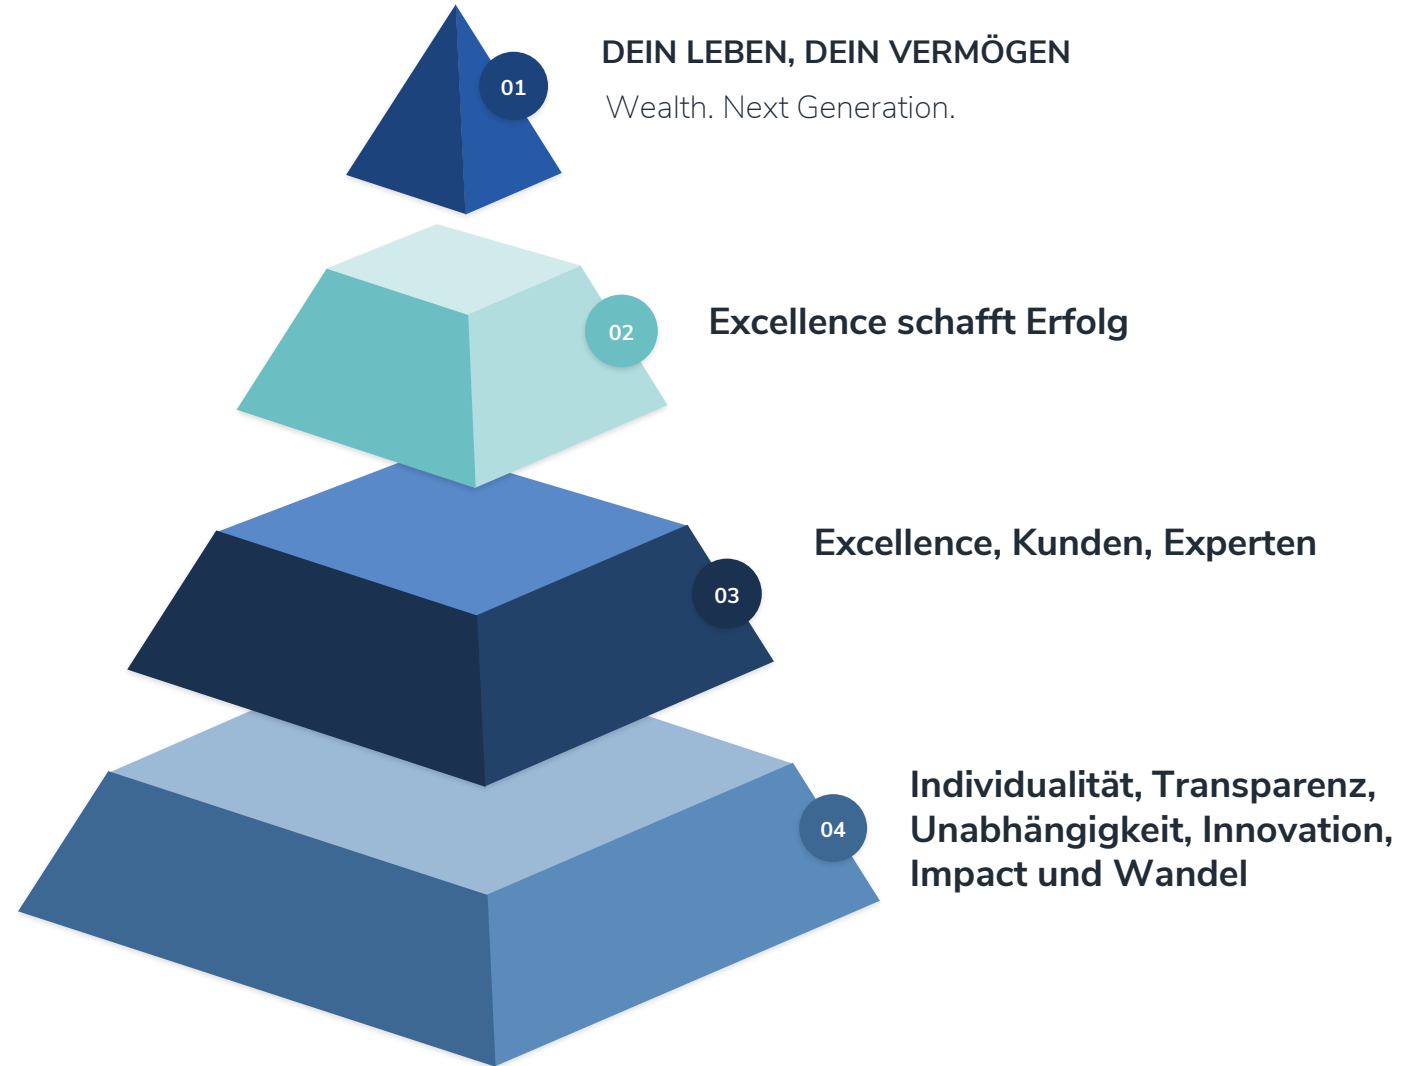 01
DEIN LEBEN, DEIN VERMÖGEN
Wealth. Next Generation.
02
Excellence schafft Erfolg
03
Excellence, Kunden, Experten
04
Individualität, Transparenz,
Unabhängigkeit, Innovation,
Impact und Wandel